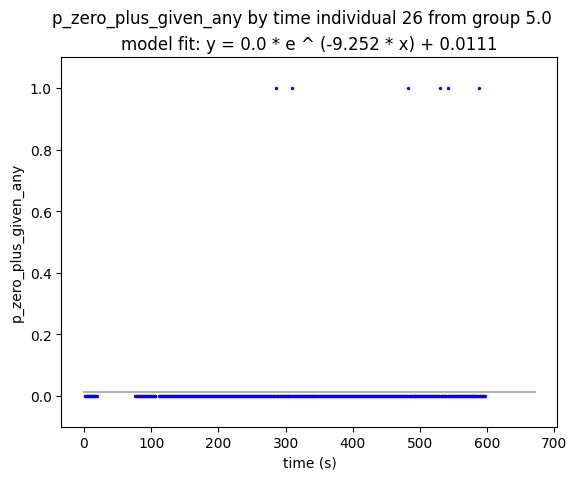 p_zero_plus_given_any by time individual 26 from group 5.0
model fit: y = 0.0 * e ^ (-9.252 * x) + 0.0111
1.0
0.8
0.6
0.4
0.2
0.0
p_zero_plus_given_any
0 100 200 300 400 500 600 700
time (s)